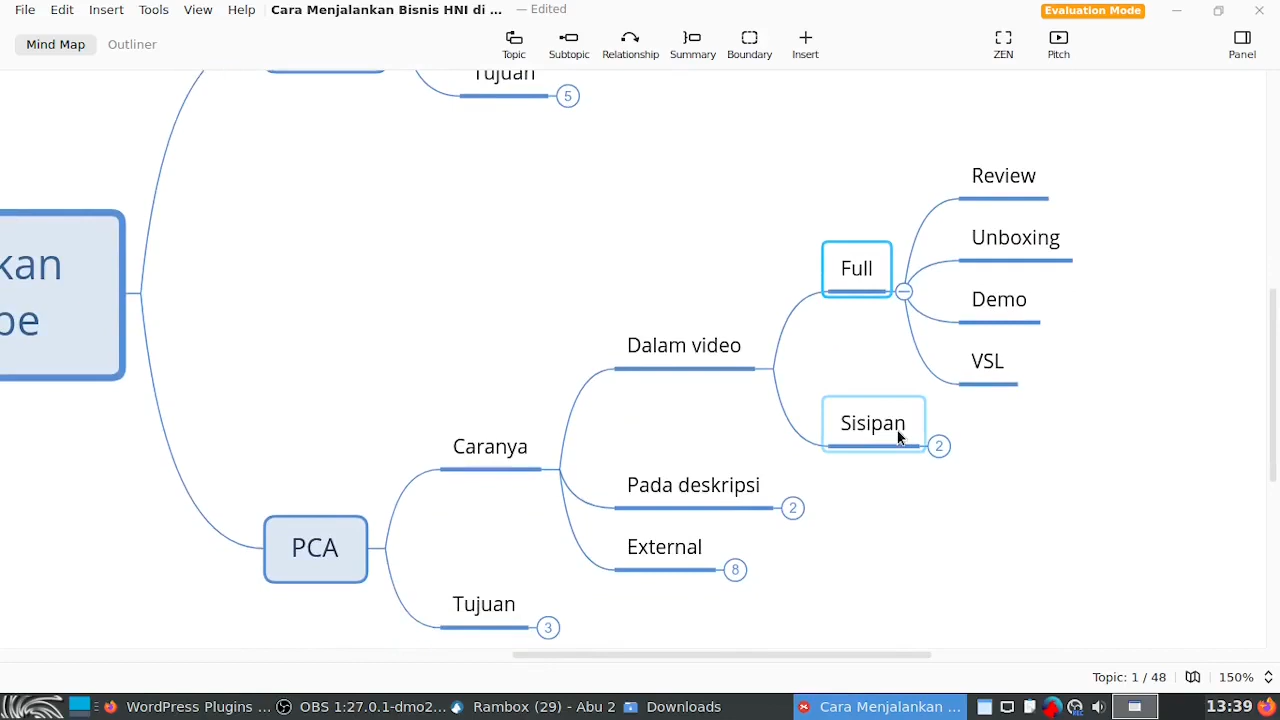 File Edit Insert Tools View Help Cara Menjalankan Bisnis HNI di ... — Edited
Evaluation Mode
Mind Map Outliner
Topic Subtopic Relationship Summary Boundary Insert ZEN Pitch Panel
Tujuan 5
kan
be
Review
Unboxing
Full
Demo
VSL
Dalam video
Sisipan 2
Caranya
Pada deskripsi 2
External 8
PCA
Tujuan 3
Topic: 1 / 48 150%
WordPress Plugins ... OBS 1:27.0.1-dmo2... Rambox (29) - Abu 2 Downloads Cara Menjalankan ... 13:39